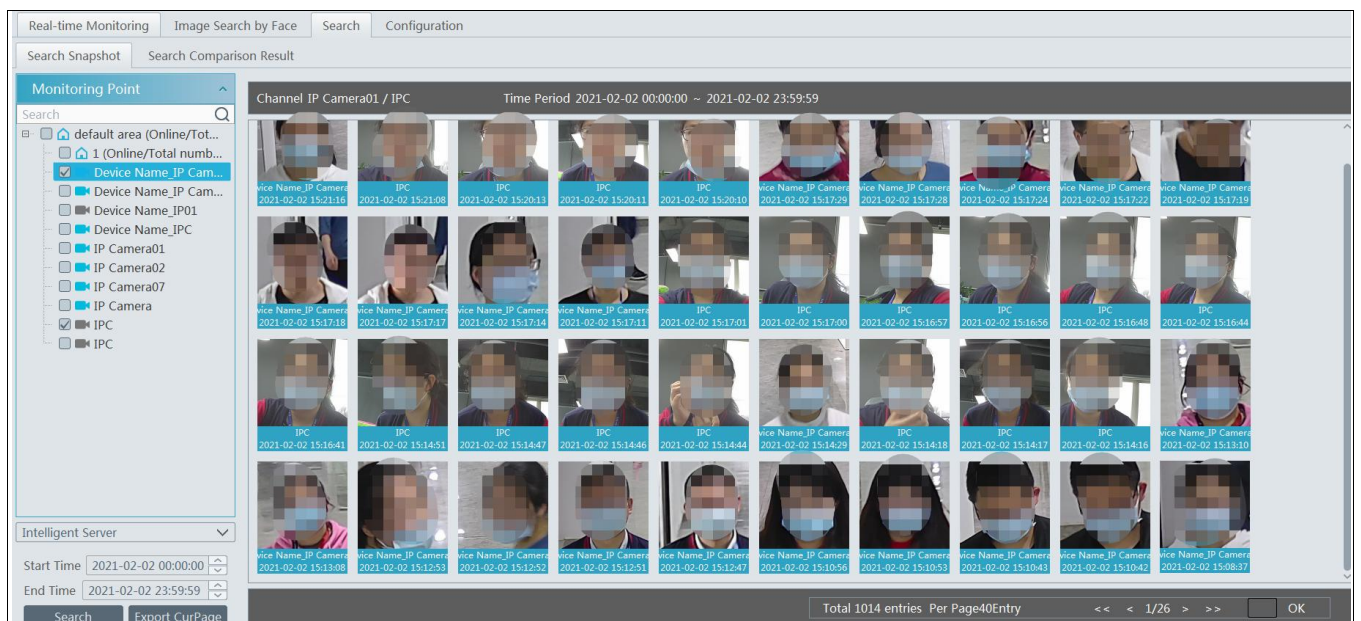 Real-time Monitoring Image Search by Face Search Configuration
Search Snapshot Search Comparison Result
Monitoring Point
Search
default area (Online/Tot...
1 (Online/Total numb...
Device Name_IP Cam...
Device Name_IP Cam...
Device Name_IP01
Device Name_IPC
IP Camera01
IP Camera02
IP Camera07
IP Camera
IPC
IPC
Intelligent Server
Start Time 2021-02-02 00:00:00
End Time 2021-02-02 23:59:59
Search Export CurPage
Channel IP Camera01 / IPC Time Period 2021-02-02 00:00:00 ~ 2021-02-02 23:59:59
vice Name_IP Camera IPC IPC IPC IPC vice Name_IP Camera vice Name_IP Camera vice Name_IP Camera vice Name_IP Camera vice Name_IP Camera
2021-02-02 15:21:16 2021-02-02 15:21:08 2021-02-02 15:20:13 2021-02-02 15:20:11 2021-02-02 15:20:10 2021-02-02 15:17:29 2021-02-02 15:17:28 2021-02-02 15:17:24 2021-02-02 15:17:22 2021-02-02 15:17:19
vice Name_IP Camera vice Name_IP Camera vice Name_IP Camera vice Name_IP Camera IPC IPC IPC IPC IPC IPC
2021-02-02 15:17:18 2021-02-02 15:17:17 2021-02-02 15:17:14 2021-02-02 15:17:11 2021-02-02 15:17:01 2021-02-02 15:17:00 2021-02-02 15:16:57 2021-02-02 15:16:56 2021-02-02 15:16:48 2021-02-02 15:16:44
IPC IPC IPC IPC IPC vice Name_IP Camera IPC IPC IPC vice Name_IP Camera
2021-02-02 15:16:41 2021-02-02 15:14:51 2021-02-02 15:14:47 2021-02-02 15:14:46 2021-02-02 15:14:44 2021-02-02 15:14:29 2021-02-02 15:14:18 2021-02-02 15:14:17 2021-02-02 15:14:16 2021-02-02 15:13:10
vice Name_IP Camera vice Name_IP Camera vice Name_IP Camera vice Name_IP Camera vice Name_IP Camera vice Name_IP Camera vice Name_IP Camera vice Name_IP Camera vice Name_IP Camera vice Name_IP Camera
2021-02-02 15:13:08 2021-02-02 15:12:53 2021-02-02 15:12:52 2021-02-02 15:12:51 2021-02-02 15:12:47 2021-02-02 15:10:56 2021-02-02 15:10:53 2021-02-02 15:10:43 2021-02-02 15:10:42 2021-02-02 15:08:37
Total 1014 entries Per Page40Entry << < 1/26 > >> OK